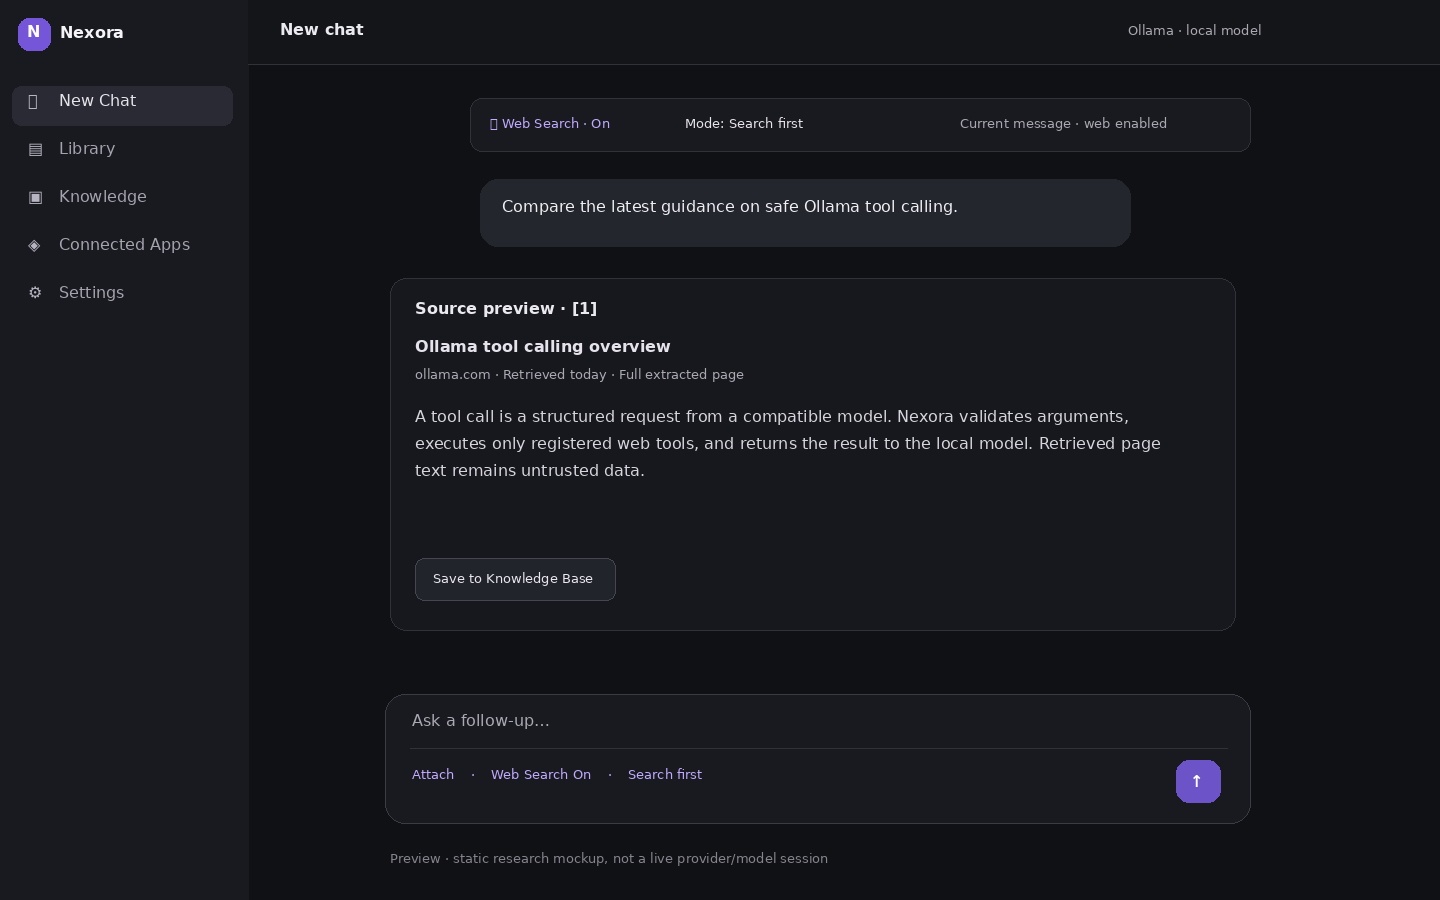 N Nexora
New Chat
Library
Knowledge
Connected Apps
Settings
New chat
Ollama · local model
Web Search · On
Mode: Search first
Current message · web enabled
Compare the latest guidance on safe Ollama tool calling.
Source preview · [1]
Ollama tool calling overview
ollama.com · Retrieved today · Full extracted page
A tool call is a structured request from a compatible model. Nexora validates arguments,
executes only registered web tools, and returns the result to the local model. Retrieved page
text remains untrusted data.
Save to Knowledge Base
Ask a follow-up...
Attach · Web Search On · Search first
Preview · static research mockup, not a live provider/model session